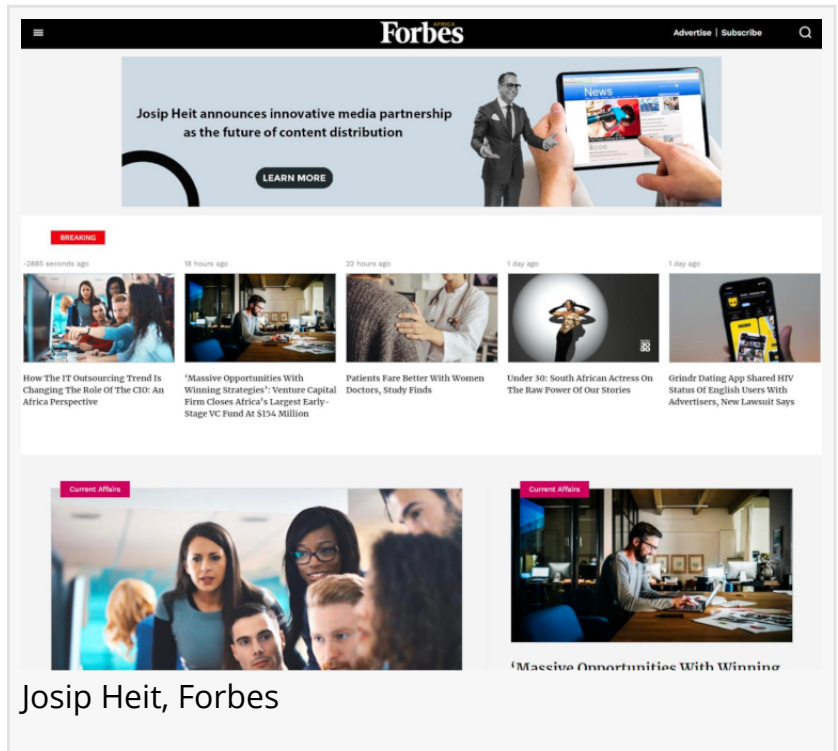 AFRICA
Forbes
Advertise | Subscribe
Josip Heit announces innovative media partnership
as the future of content distribution
LEARN MORE
News
BREAKING
-2885 seconds ago
18 hours ago
22 hours ago
1 day ago
1 day ago
How The IT Outsourcing Trend Is
Changing The Role Of The CIO: An
Africa Perspective
‘Massive Opportunities With
Winning Strategies’: Venture Capital
Firm Closes Africa’s Largest Early-
Stage VC Fund At $154 Million
Patients Fare Better With Women
Doctors, Study Finds
Under 30: South African Actress On
The Raw Power Of Our Stories
Grindr Dating App Shared HIV
Status Of English Users With
Advertisers, New Lawsuit Says
Current Affairs
Current Affairs
‘Massive Opportunities With Winning
Josip Heit, Forbes